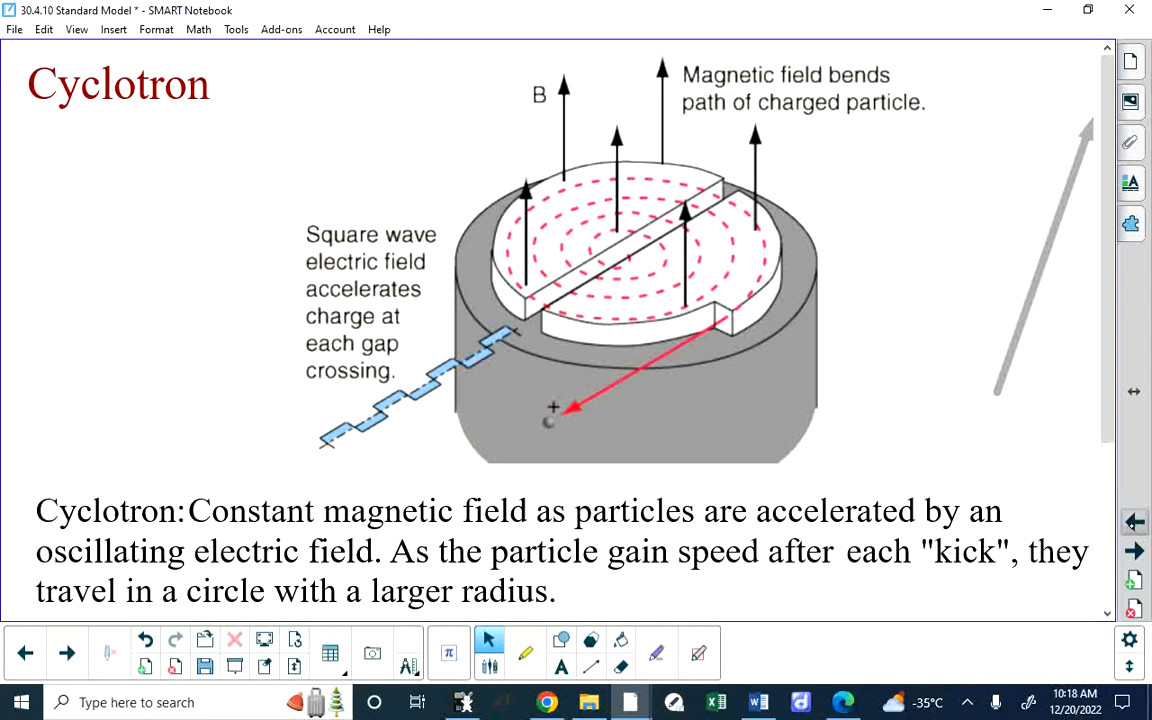 30.4.10 Standard Model * - SMART Notebook
File Edit View Insert Format Math Tools Add-ons Account Help
Cyclotron
B
Magnetic field bends
path of charged particle.
Square wave
electric field
accelerates
charge at
each gap
crossing.
+
Cyclotron: Constant magnetic field as particles are accelerated by an
oscillating electric field. As the particle gain speed after each "kick", they
travel in a circle with a larger radius.
π
A
Type here to search
-35°C
10:18 AM
12/20/2022